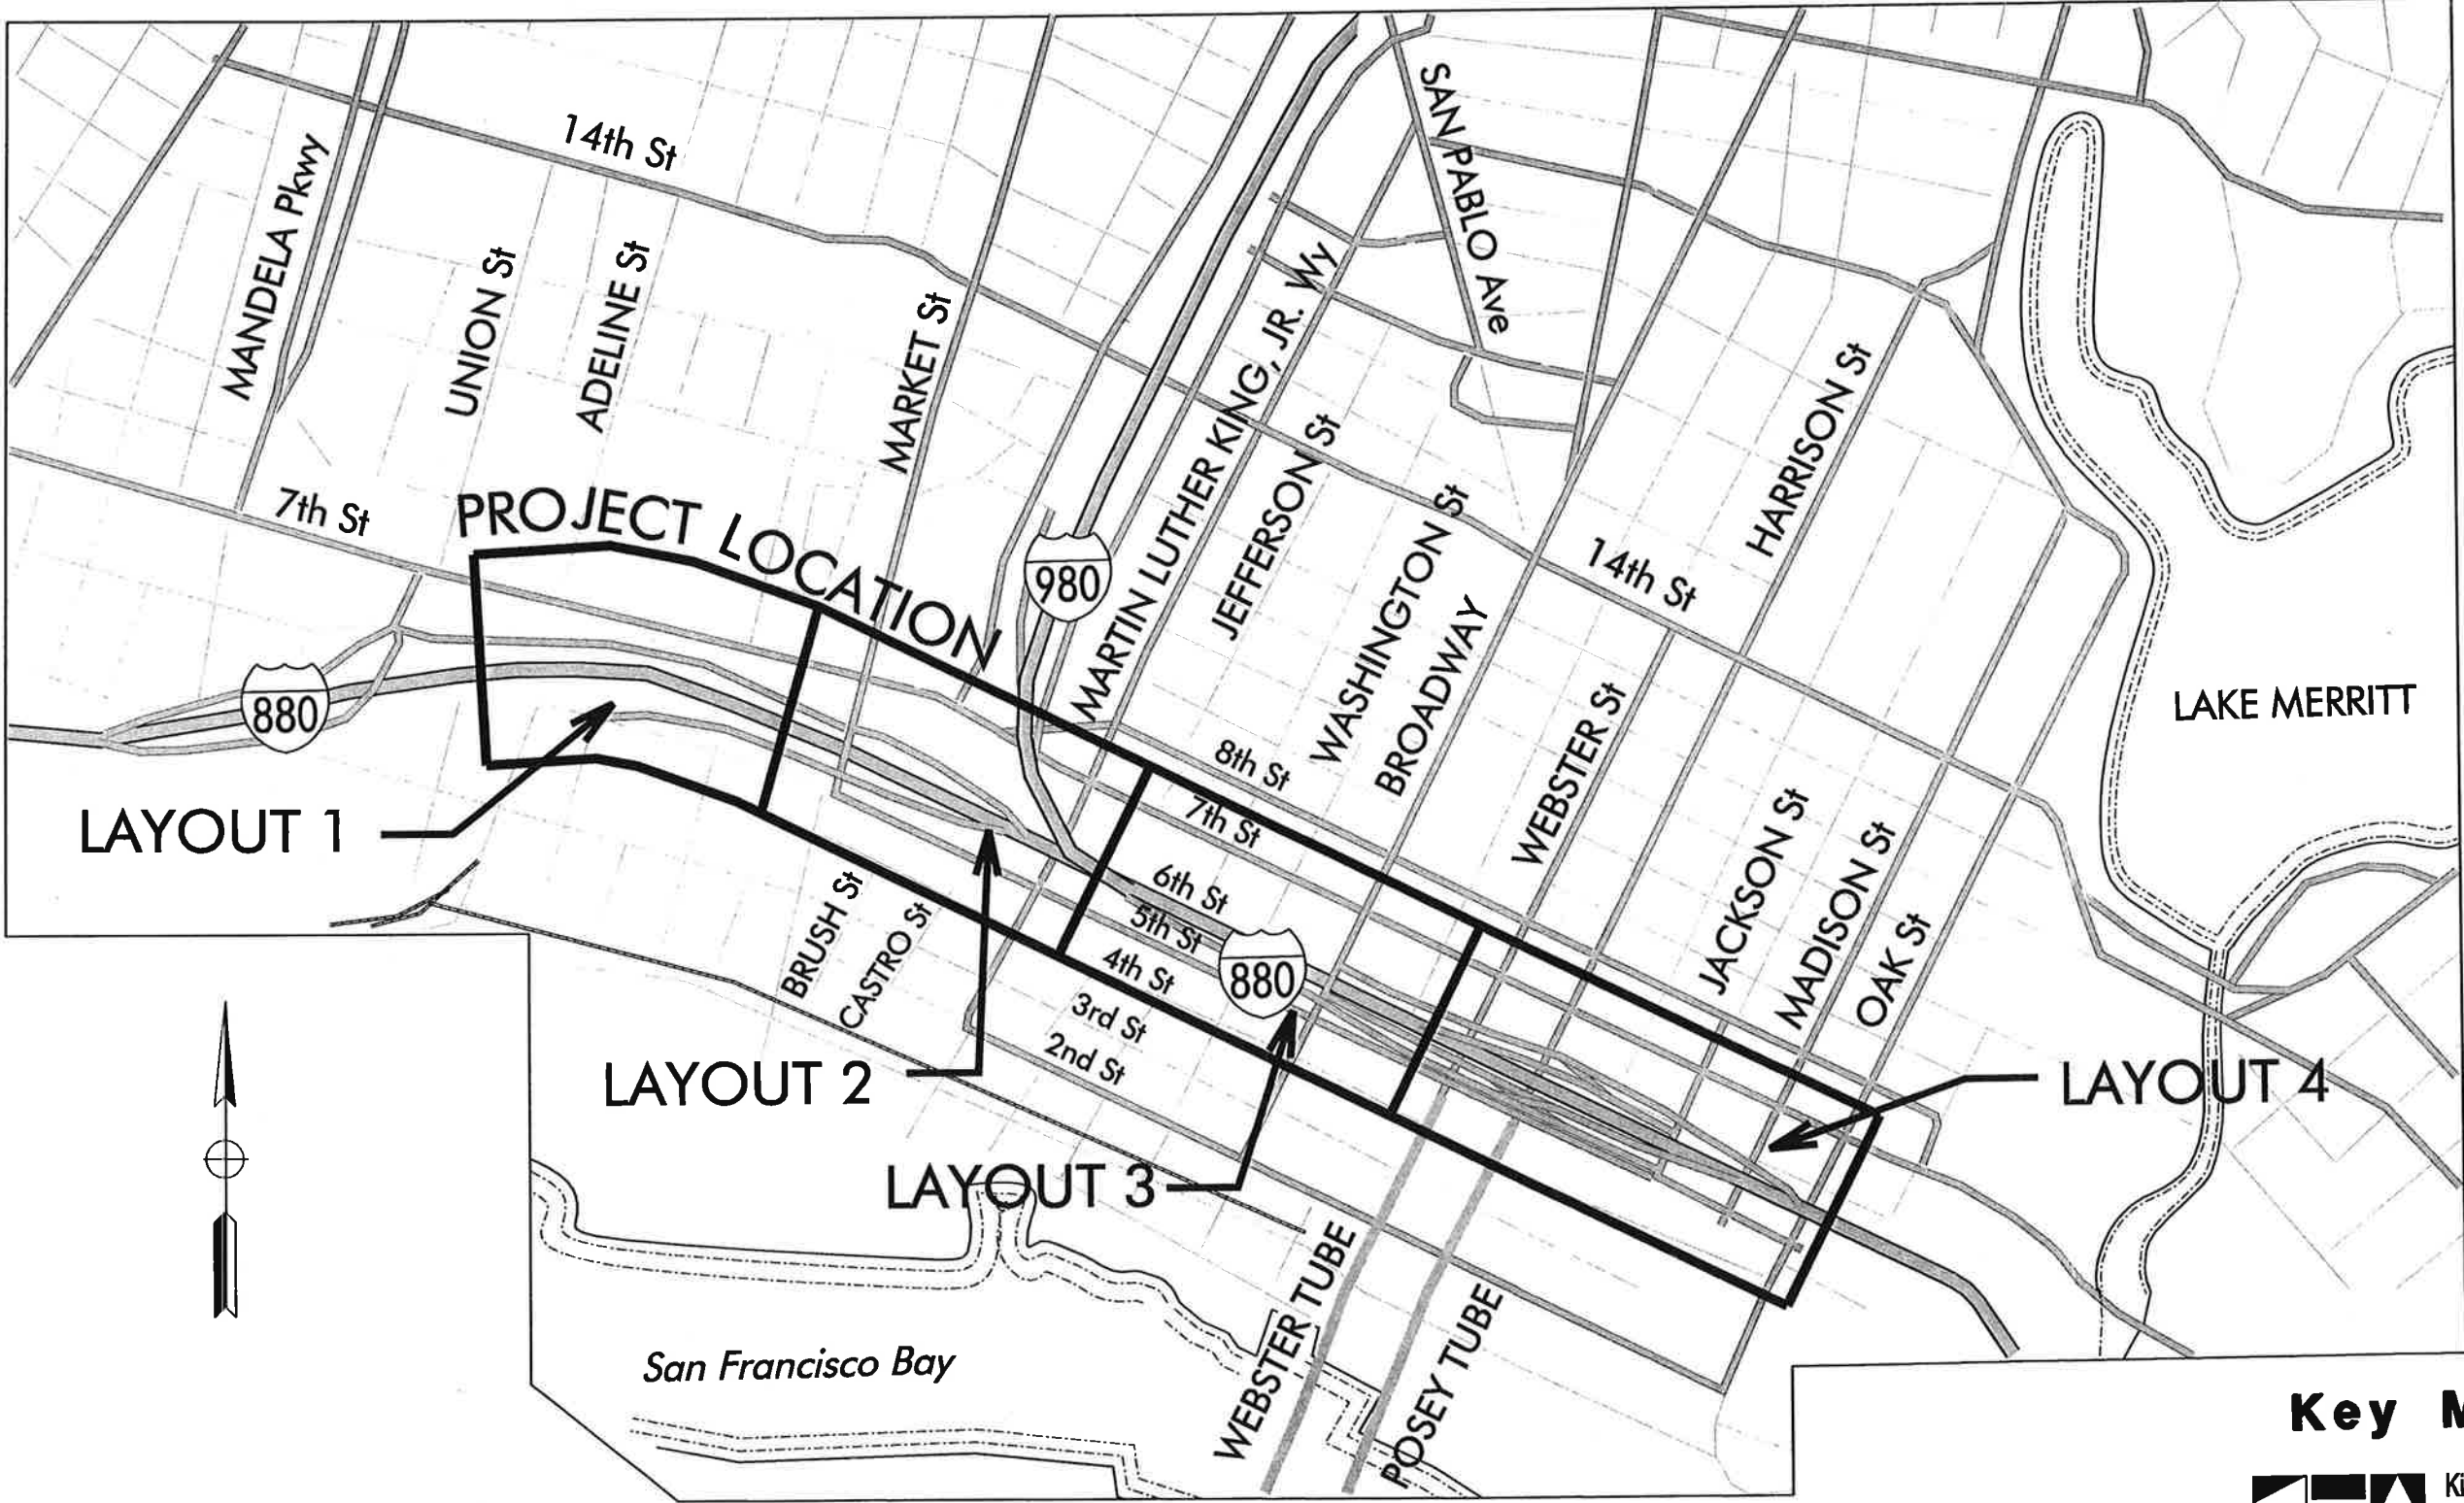 14th St
SAN PABLO Ave
MANDELA Pkwy
UNION St
ADELINE St
MARKET St
MARTIN LUTHER KING, JR. Wy
JEFFERSON St
WASHINGTON St
BROADWAY
HARRISON St
14th St
7th St
PROJECT LOCATION
980
880
LAKE MERRITT
8th St
7th St
WEBSTER St
LAYOUT 1
6th St
5th St
4th St
3rd St
2nd St
880
JACKSON St
MADISON St
OAK St
BRUSH St
CASTRO St
LAYOUT 2
LAYOUT 4
LAYOUT 3
WEBSTER TUBE
POSEY TUBE
San Francisco Bay
Key